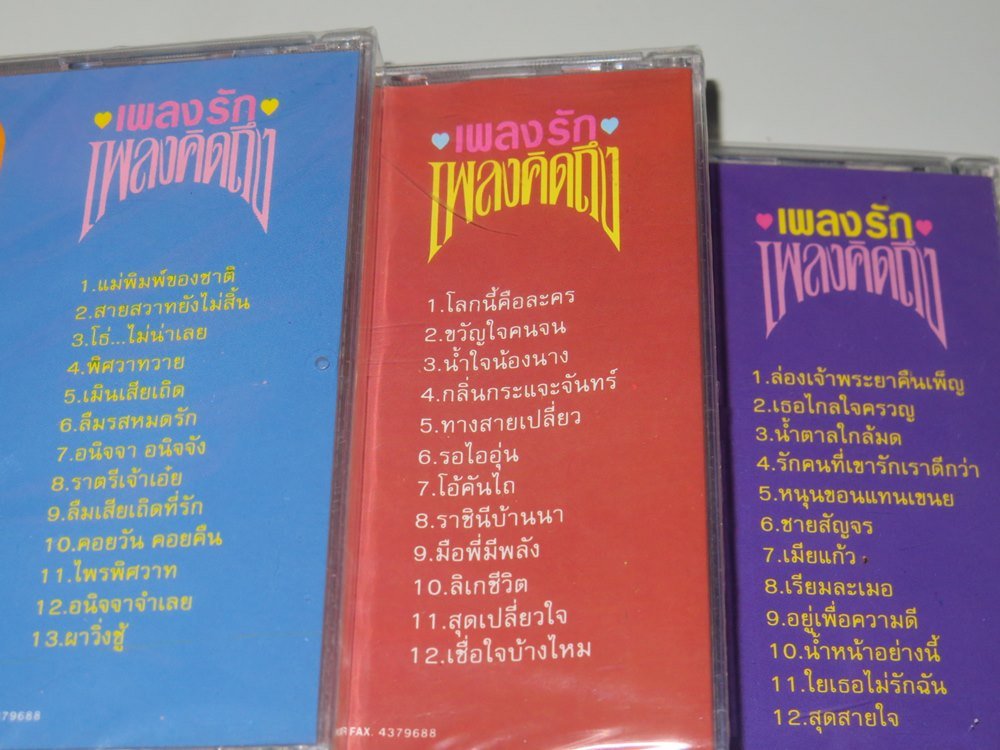 เพลงรัก
เพลงคิดถึง
1.แม่พิมพ์ของชาติ
2.สายสวาทยังไม่สิ้น
3.โธ่...ไม่น่าเลย
4.พิศวาทวาย
5.เมินเสียเถิด
6.ลืมรสหมดรัก
7.อนิจจา อนิจจัง
8.ราตรีเจ้าเอ๋ย
9.ลืมเสียเถิดที่รัก
10.คอยวัน คอยคืน
11.ไพรพิศวาท
12.อนิจจาจำเลย
13.ผาวิ่งชู้
79688
เพลงรัก
เพลงคิดถึง
1.โลกนี้คือละคร
2.ขวัญใจคนจน
3.น้ำใจน้องนาง
4.กลิ่นกระแจะจันทร์
5.ทางสายเปลี่ยว
6.รอไออุ่น
7.โอ้คันไถ
8.ราชินีบ้านนา
9.มือพี่มีพลัง
10.ลิเกชีวิต
11.สุดเปลี่ยวใจ
12.เชื่อใจบ้างไหม
FAX. 4379688
เพลงรัก
เพลงคิดถึง
1.ล่องเจ้าพระยาคืนเพ็ญ
2.เธอไกลใจครวญ
3.น้ำตาลใกล้มด
4.รักคนที่เขารักเราดีกว่า
5.หนุนขอนแทนเขนย
6.ชายสัญจร
7.เมียแก้ว
8.เรียมละเมอ
9.อยู่เพื่อความดี
10.น้ำหน้าอย่างนี้
11.ใยเธอไม่รักฉัน
12.สุดสายใจ